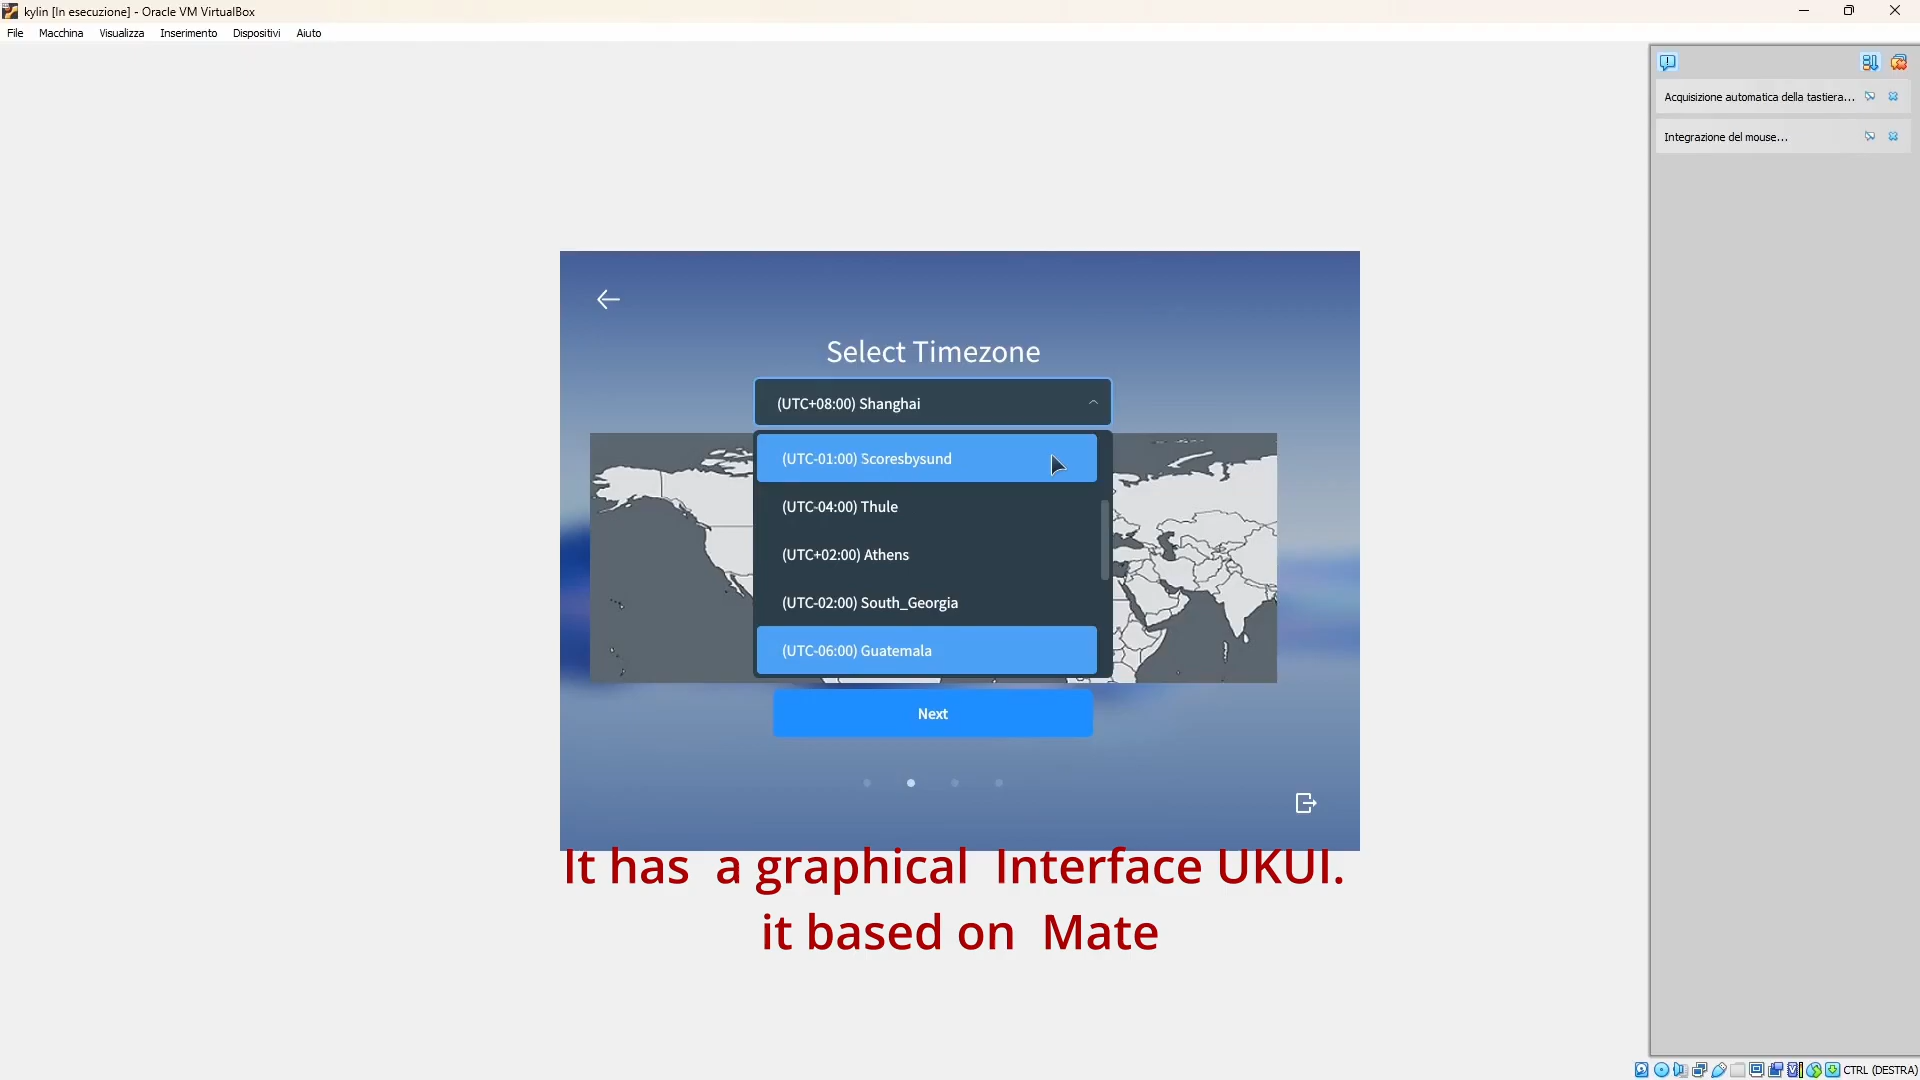 kylin [In esecuzione] - Oracle VM VirtualBox
File Macchina Visualizza Inserimento Dispositivi Aiuto
Acquisizione automatica della tastiera...
Integrazione del mouse...
Select Timezone
(UTC+08:00) Shanghai
(UTC-01:00) Scoresbysund
(UTC-04:00) Thule
(UTC+02:00) Athens
(UTC-02:00) South_Georgia
(UTC-06:00) Guatemala
Next
It has a graphical Interface UKUI.
it based on Mate
CTRL (DESTRA)